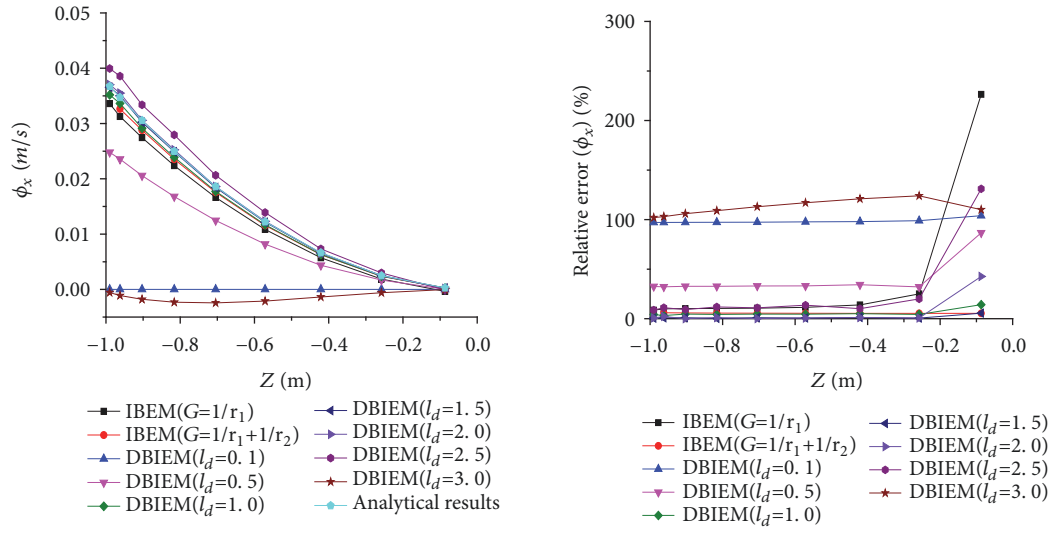 0.05
0.04
0.03
0.02
0.01
0.00
ϕx (m/s)
−1.0 −0.8 −0.6 −0.4 −0.2 0.0
Z (m)
IBEM(G=1/r1)
IBEM(G=1/r1+1/r2)
DBIEM(ld=0. 1)
DBIEM(ld=0. 5)
DBIEM(ld=1. 0)
DBIEM(ld=1. 5)
DBIEM(ld=2. 0)
DBIEM(ld=2. 5)
DBIEM(ld=3. 0)
Analytical results
300
200
100
0
Relative error (ϕx) (%)
−1.0 −0.8 −0.6 −0.4 −0.2 0.0
Z (m)
IBEM(G=1/r1)
IBEM(G=1/r1+1/r2)
DBIEM(ld=0. 1)
DBIEM(ld=0. 5)
DBIEM(ld=1. 0)
DBIEM(ld=1. 5)
DBIEM(ld=2. 0)
DBIEM(ld=2. 5)
DBIEM(ld=3. 0)